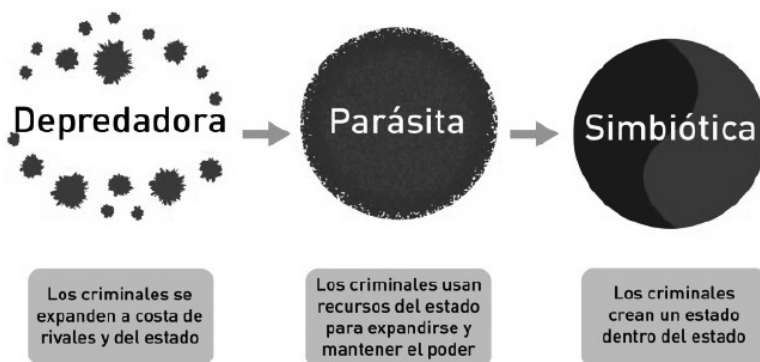 Depredadora
Parásita
Simbiótica
Los criminales se
expanden a costa de
rivales y del estado
Los criminales usan
recursos del estado
para expandirse y
mantener el poder
Los criminales
crean un estado
dentro del estado